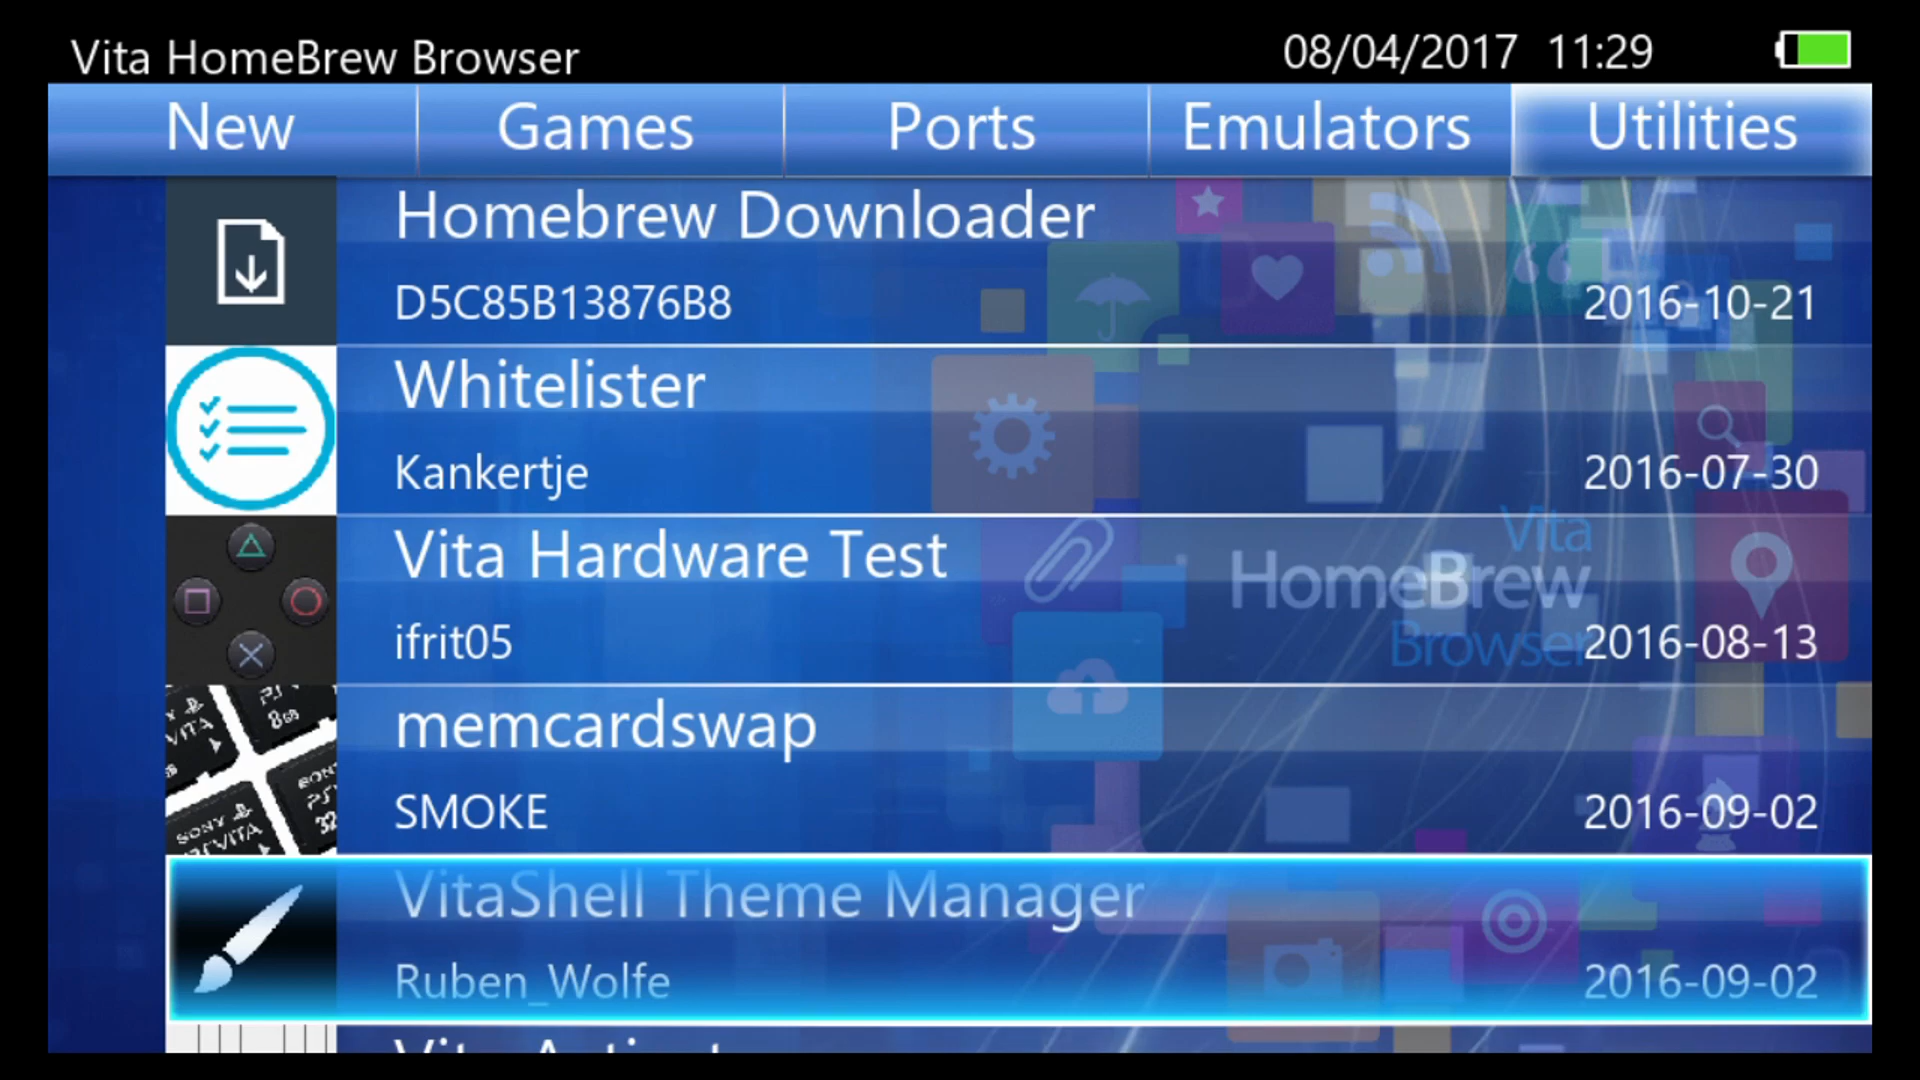 Vita HomeBrew Browser
08/04/2017 11:29
New Games Ports Emulators Utilities
Homebrew Downloader
D5C85B13876B8
2016-10-21
Whitelister
Kankertje
2016-07-30
Vita Hardware Test
ifrit05
2016-08-13
Vita
HomeBrew
Browser
memcardswap
SMOKE
2016-09-02
VitaShell Theme Manager
Ruben_Wolfe
2016-09-02